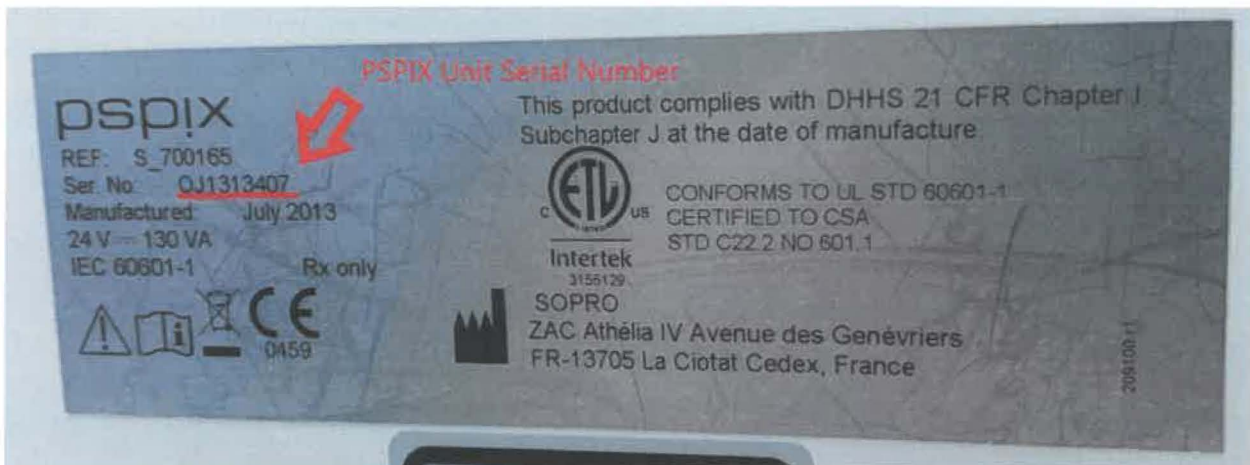 PSPIX Unit Serial Number
pspix
REF: S_700165
Ser. No: OJ1313407
Manufactured: July 2013
24 V ⎓ 130 VA
IEC 60601-1 Rx only
CE
0459
This product complies with DHHS 21 CFR Chapter I
Subchapter J at the date of manufacture
ETL
C US
Intertek
3156129
CONFORMS TO UL STD 60601-1
CERTIFIED TO CSA
STD C22.2 NO 601.1
SOPRO
ZAC Athélia IV Avenue des Genévriers
FR-13705 La Ciotat Cedex, France
209100 r1